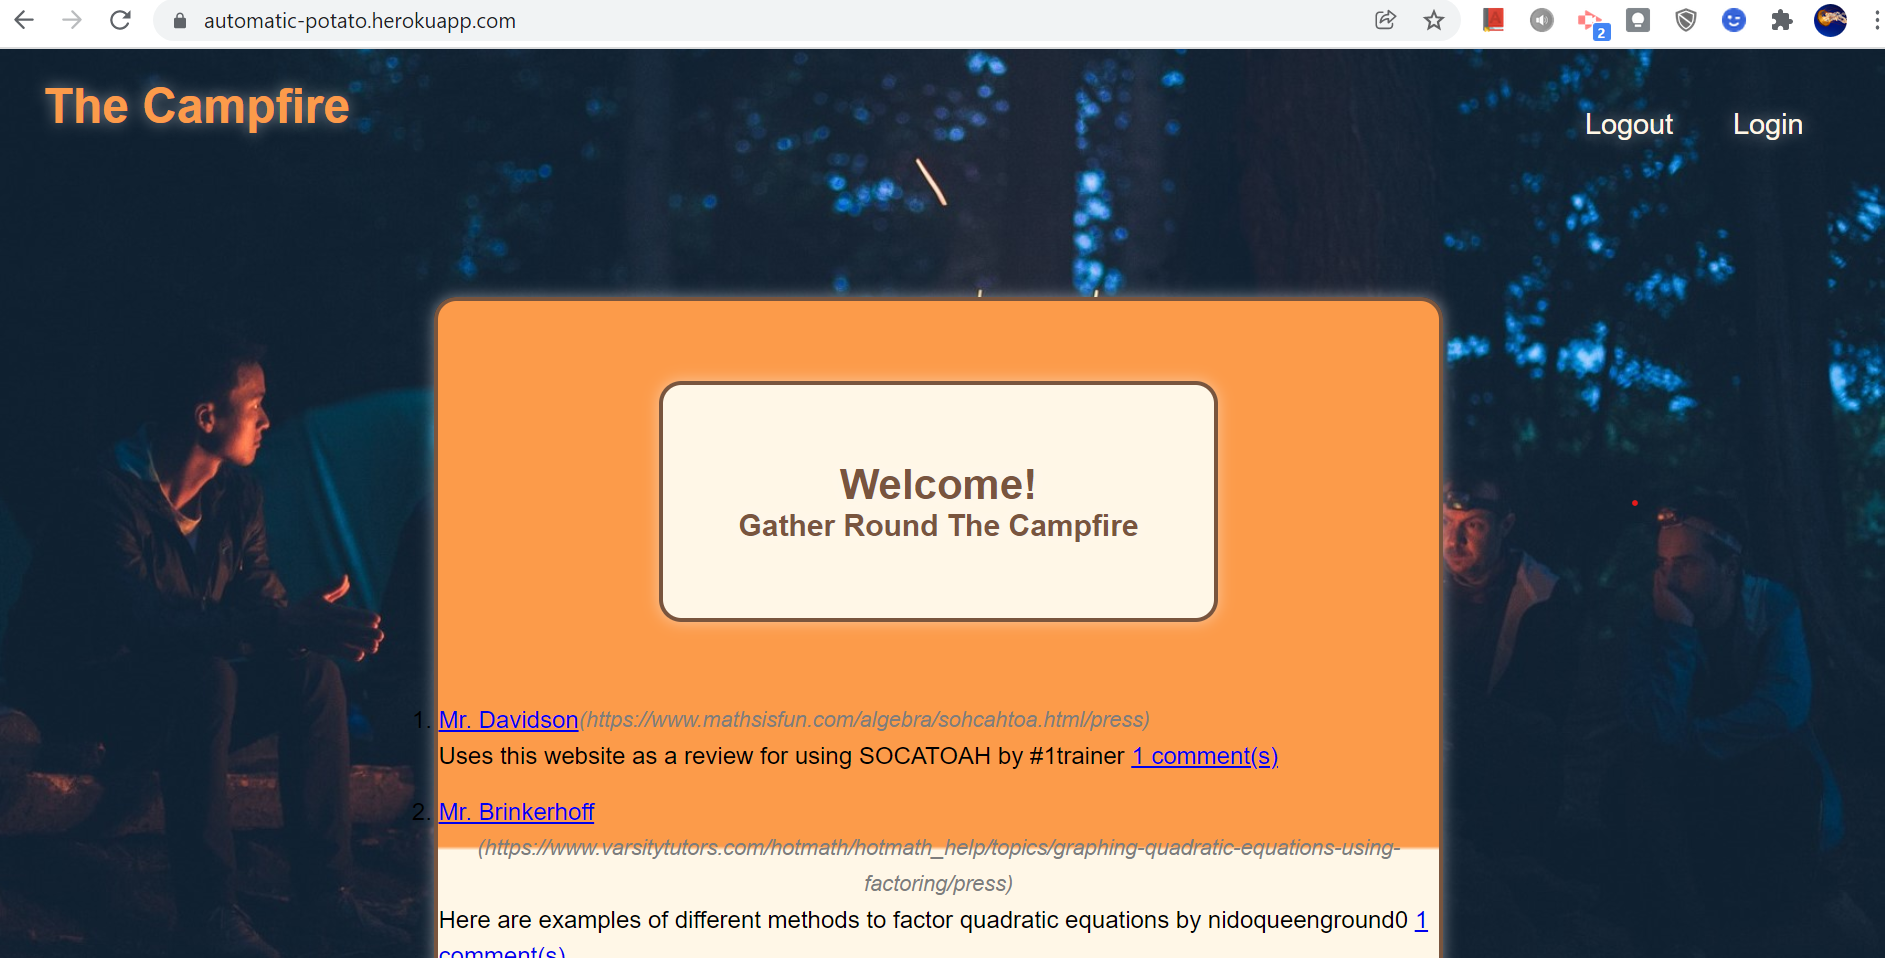 automatic-potato.herokuapp.com
2
The Campfire
Logout Login
Welcome!
Gather Round The Campfire
1. Mr. Davidson(https://www.mathsisfun.com/algebra/sohcahtoa.html/press)
Uses this website as a review for using SOCATOAH by #1trainer 1 comment(s)
2. Mr. Brinkerhoff
(https://www.varsitytutors.com/hotmath/hotmath_help/topics/graphing-quadratic-equations-using-
factoring/press)
Here are examples of different methods to factor quadratic equations by nidoqueenground0 1
comment(s)